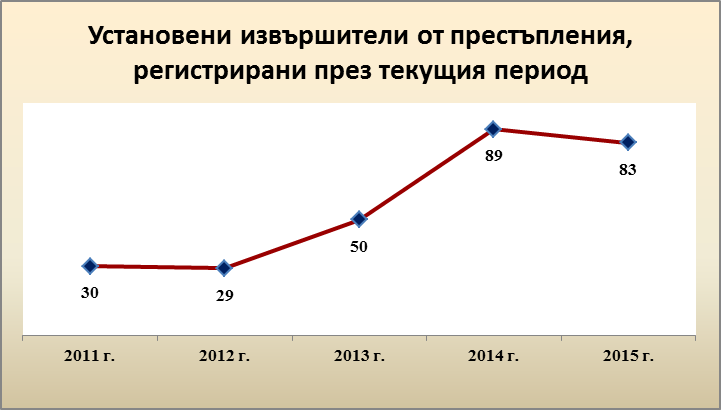 Установени извършители от престъпления,
регистрирани през текущия период
89
83
50
30
29
2011 г. 2012 г. 2013 г. 2014 г. 2015 г.